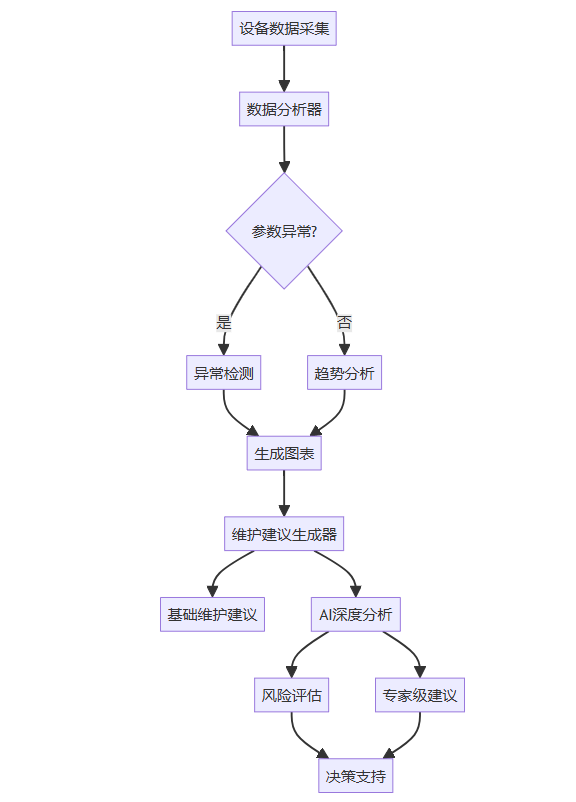 设备数据采集
数据分析器
参数异常?
是
否
异常检测
趋势分析
生成图表
维护建议生成器
基础维护建议
AI深度分析
风险评估
专家级建议
决策支持